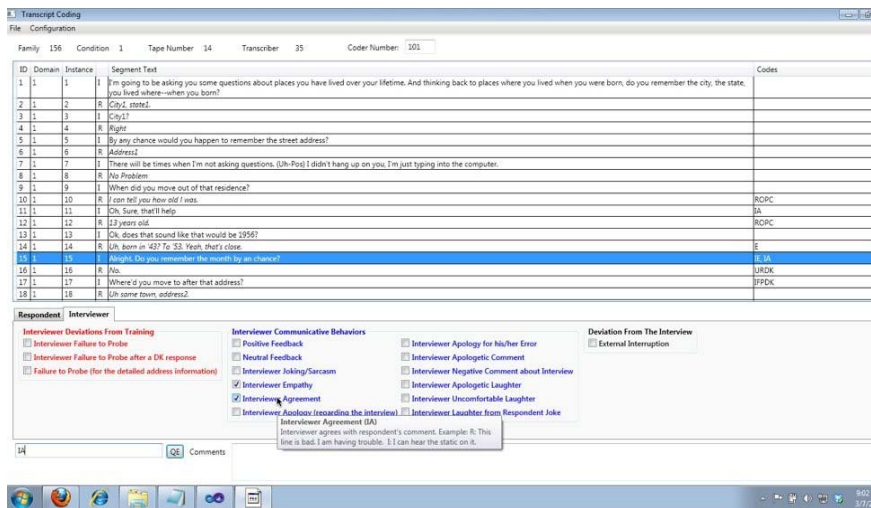 Transcript Coding
File Configuration
Family 156 Condition 1 Tape Number 14 Transcriber 35 Coder Number: 101
ID Domain Instance Segment Text Codes
1 1 1 I I'm going to be asking you some questions about places you have lived over your lifetime. And thinking back to places where you lived when you were born, do you remember the city, the state,
you lived where--when you born?
2 1 2 R City1, state1.
3 1 3 I City1?
4 1 4 R Right
5 1 5 I By any chance would you happen to remember the street address?
6 1 6 R Address1
7 1 7 I There will be times when I'm not asking questions. (Uh-Pos) I didn't hang up on you, I'm just typing into the computer.
8 1 8 R No Problem
9 1 9 I When did you move out of that residence?
10 1 10 R I can tell you how old I was. ROPC
11 1 11 I Oh, Sure, that'll help IA
12 1 12 R 13 years old. ROPC
13 1 13 I Ok, does that sound like that would be 1956?
14 1 14 R Uh, born in '43? To '53. Yeah, that's close. E
15 1 15 I Alright. Do you remember the month by an chance? IE, IA
16 1 16 R No. URDK
17 1 17 I Where'd you move to after that address? IFPDK
18 1 18 R Uh same town, address2.
Respondent Interviewer
Interviewer Deviations From Training Interviewer Communicative Behaviors Deviation From The Interview
Interviewer Failure to Probe Positive Feedback Interviewer Apology for his/her Error External Interruption
Interviewer Failure to Probe after a DK response Neutral Feedback Interviewer Apologetic Comment
Failure to Probe (for the detailed address information) Interviewer Joking/Sarcasm Interviewer Negative Comment about Interview
Interviewer Empathy Interviewer Apologetic Laughter
Interviewer Agreement Interviewer Uncomfortable Laughter
Interviewer Apology (regarding the interview) Interviewer Laughter from Respondent Joke
Interviewer Agreement (IA)
Interviewer agrees with respondent's comment. Example: R: This
line is bad. I am having trouble. I: I can hear the static on it.
IA QE Comments
9:02
3/7/2